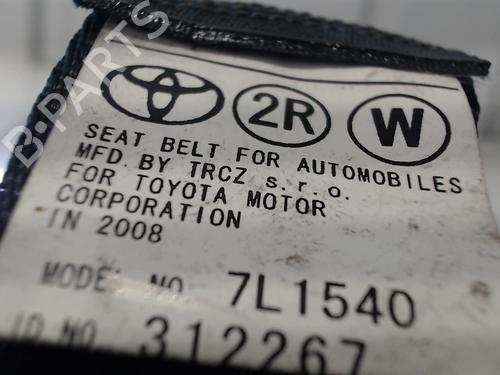 B-PARTS
2R W
SEAT BELT FOR AUTOMOBILES
MFD. BY TRCZ s.r.o.
FOR TOYOTA MOTOR
CORPORATION
IN 2008
MODEL NO. 7L1540
ID NO. 312267